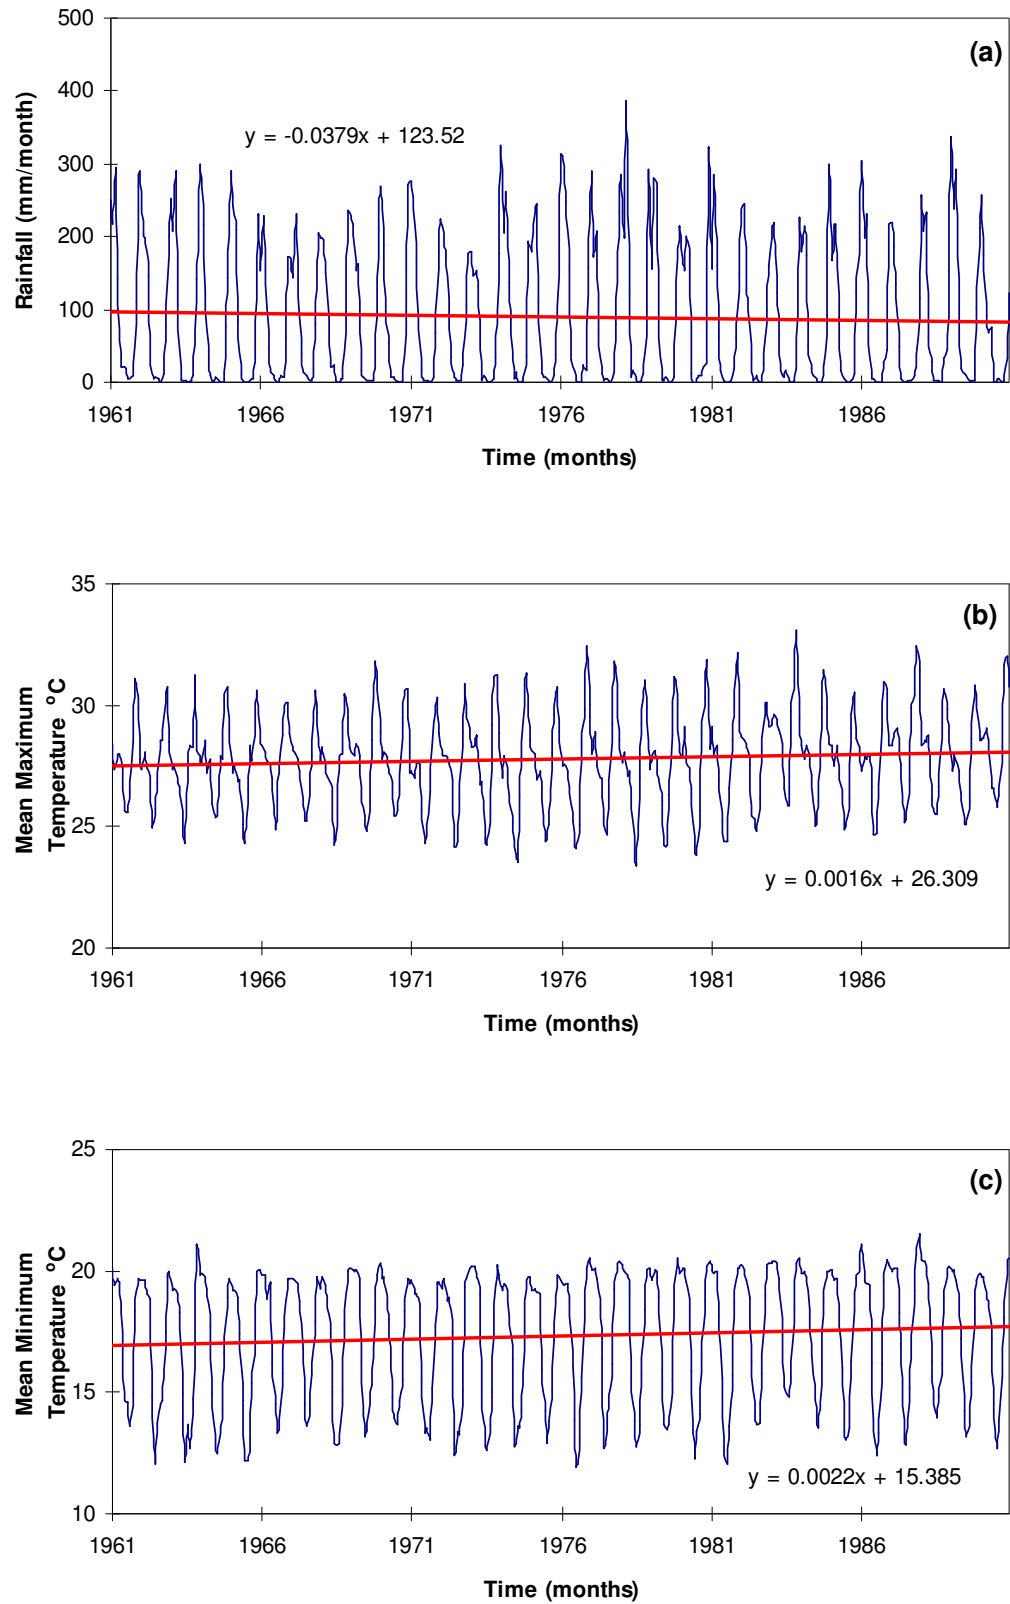 500
(a)
400
y = -0.0379x + 123.52
300
200
100
0
Rainfall (mm/month)
1961 1966 1971 1976 1981 1986
Time (months)
35
(b)
30
25
y = 0.0016x + 26.309
20
Mean Maximum
Temperature °C
1961 1966 1971 1976 1981 1986
Time (months)
25
(c)
20
15
y = 0.0022x + 15.385
10
Mean Minimum
Temperature °C
1961 1966 1971 1976 1981 1986
Time (months)